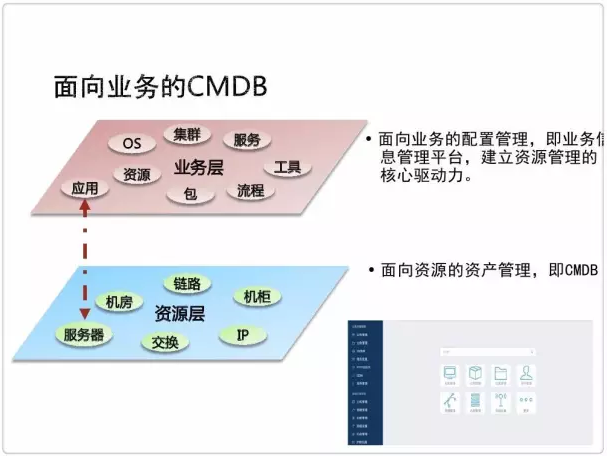 面向业务的CMDB
OS
集群
服务
业务层
工具
应用
资源
包
流程
• 面向业务的配置管理，即业务信
息管理平台，建立资源管理的
核心驱动力。
• 面向资源的资产管理，即CMDB
链路
机房
机柜
资源层
服务器
交换
IP